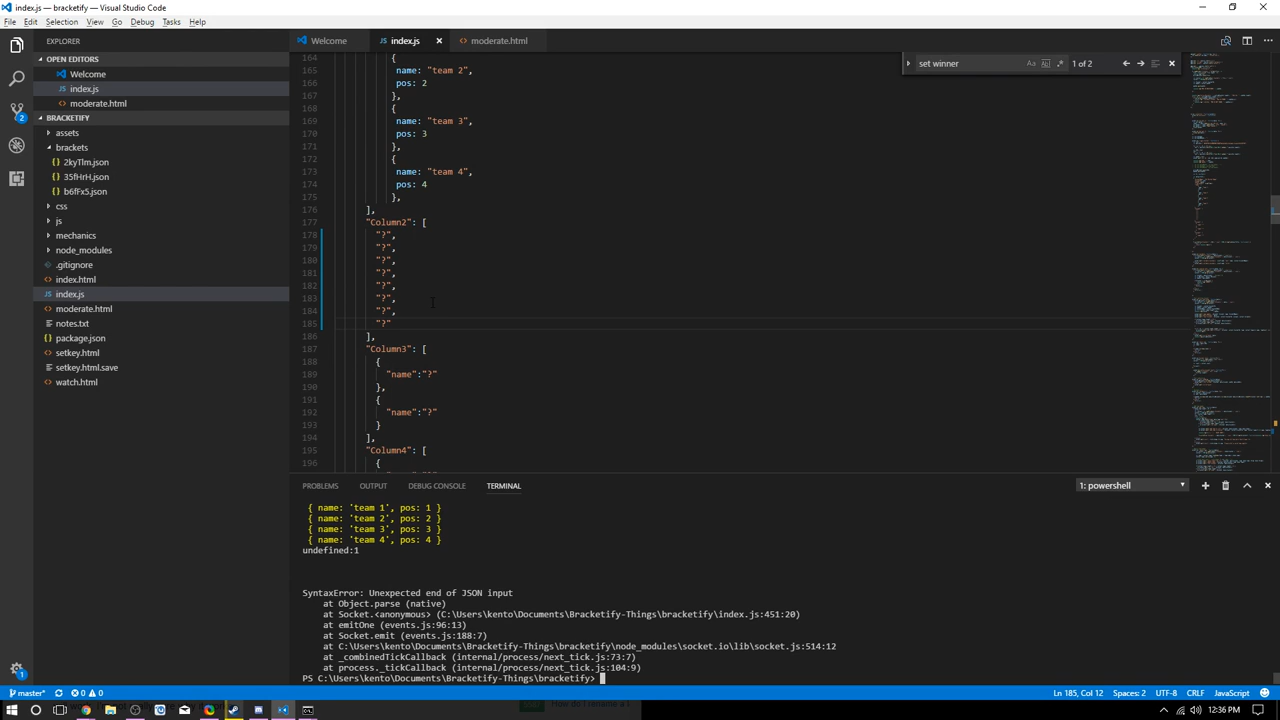 index.js — bracketify — Visual Studio Code
File Edit Selection View Go Debug Tasks Help
EXPLORER
OPEN EDITORS
Welcome
index.js
moderate.html
BRACKETIFY
assets
brackets
2kyTlm.json
35fHrH.json
b6fFxS.json
css
js
mechanics
node_modules
.gitignore
index.html
index.js
moderate.html
notes.txt
package.json
setkey.html
setkey.html.save
watch.html
Welcome index.js moderate.html
set winner 1 of 2
164 {
165 name: "team 2",
166 pos: 2
167 },
168 {
169 name: "team 3",
170 pos: 3
171 },
172 {
173 name: "team 4",
174 pos: 4
175 },
176 ],
177 "Column2": [
178 "?",
179 "?",
180 "?",
181 "?",
182 "?",
183 "?",
184 "?",
185 "?"
186 ],
187 "Column3": [
188 {
189 "name":"?"
190 },
191 {
192 "name":"?"
193 }
194 ],
195 "Column4": [
196 {
PROBLEMS OUTPUT DEBUG CONSOLE TERMINAL 1: powershell
{ name: 'team 1', pos: 1 }
{ name: 'team 2', pos: 2 }
{ name: 'team 3', pos: 3 }
{ name: 'team 4', pos: 4 }
undefined:1
SyntaxError: Unexpected end of JSON input
at Object.parse (native)
at Socket.<anonymous> (C:\Users\kento\Documents\Bracketify-Things\bracketify\index.js:451:20)
at emitOne (events.js:96:13)
at Socket.emit (events.js:188:7)
at C:\Users\kento\Documents\Bracketify-Things\bracketify\node_modules\socket.io\lib\socket.js:514:12
at _combinedTickCallback (internal/process/next_tick.js:73:7)
at process._tickCallback (internal/process/next_tick.js:104:9)
PS C:\Users\kento\Documents\Bracketify-Things\bracketify>
master* 0 0 Ln 185, Col 12 Spaces: 2 UTF-8 CRLF JavaScript
12:36 PM